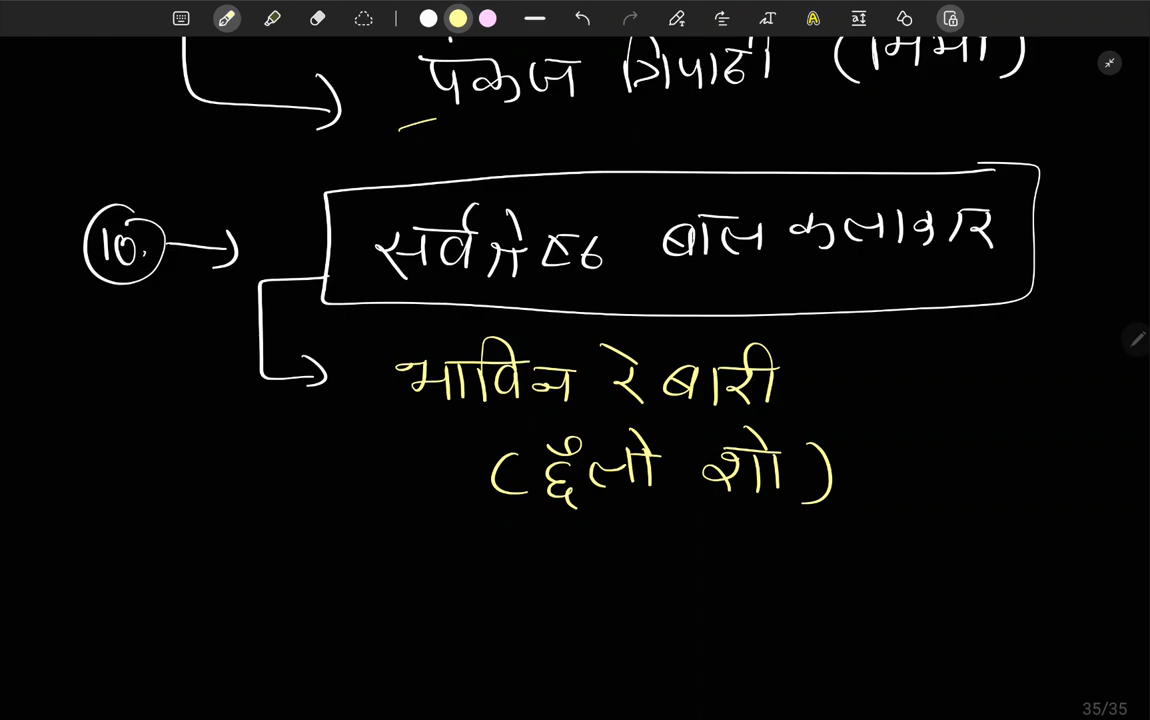 पंकज त्रिपाठी (मिमी)
10. सर्वश्रेष्ठ बाल कलाकार
भाविन रेबारी
(छैलो शो)
35/35